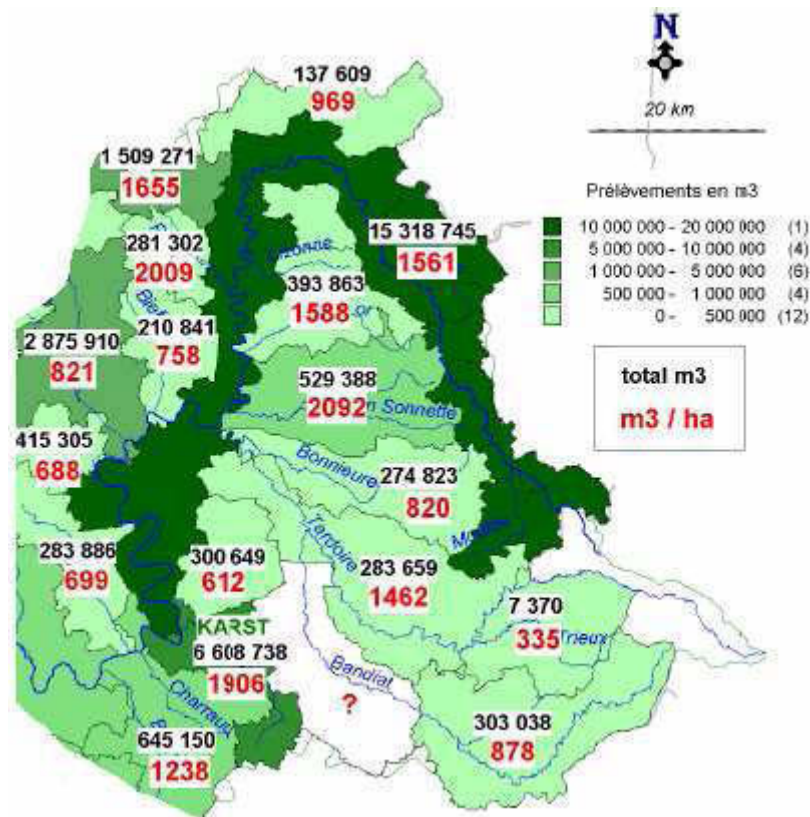 N
20 km
137 609
969
1 509 271
1655
Prélèvements en m3
10 000 000 - 20 000 000 (1)
5 000 000 - 10 000 000 (4)
1 000 000 - 5 000 000 (6)
500 000 - 1 000 000 (4)
0 - 500 000 (12)
15 318 745
1561
281 302
2009
393 863
1588
or
210 841
758
2 875 910
821
total m3
m3 / ha
529 388
2092
n Sonnette
415 305
688
Bonnieure
274 823
820
Tardoire
283 886
699
300 649
612
283 659
1462
7 370
335
Trieux
KARST
6 608 738
1906
Bandiat
?
Charrau
303 038
878
645 150
1238